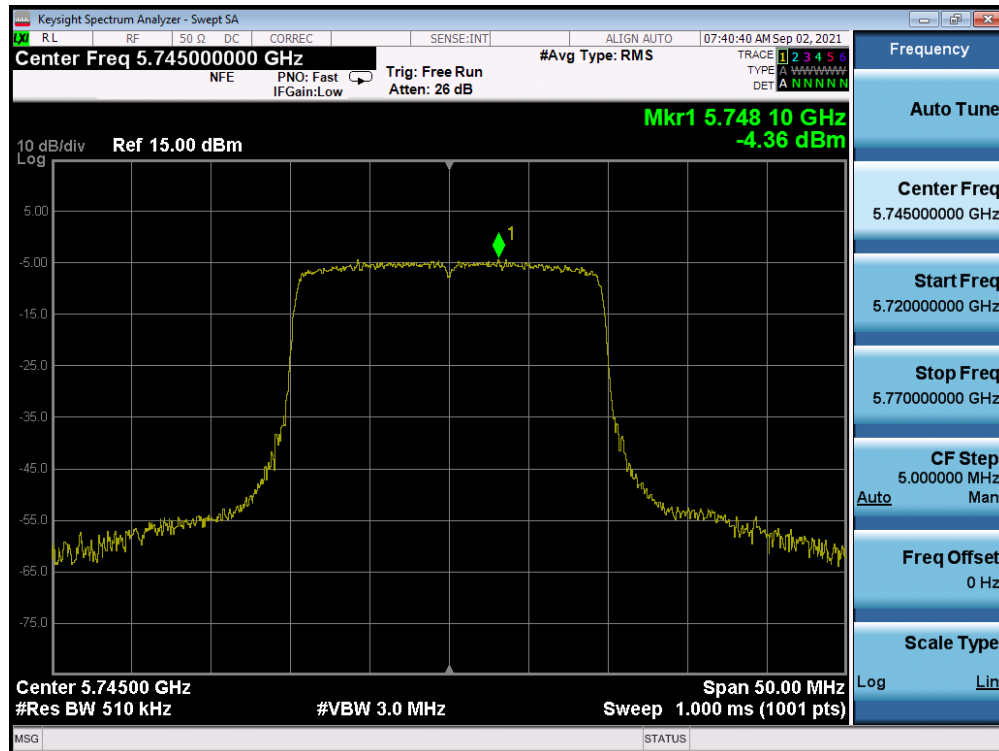 Keysight Spectrum Analyzer - Swept SA
LXI RL RF 50 Ω DC CORREC SENSE:INT ALIGN AUTO 07:40:40 AM Sep 02, 2021
Center Freq 5.745000000 GHz
NFE
PNO: Fast
IFGain:Low
Trig: Free Run
Atten: 26 dB
#Avg Type: RMS
TRACE 1 2 3 4 5 6
TYPE A WWWWW
DET A N N N N N
Mkr1 5.748 10 GHz
-4.36 dBm
10 dB/div Ref 15.00 dBm
Log
1
5.00
-5.00
-15.0
-25.0
-35.0
-45.0
-55.0
-65.0
-75.0
Center 5.74500 GHz Span 50.00 MHz
#Res BW 510 kHz #VBW 3.0 MHz Sweep 1.000 ms (1001 pts)
MSG STATUS
Frequency
Auto Tune
Center Freq
5.745000000 GHz
Start Freq
5.720000000 GHz
Stop Freq
5.770000000 GHz
CF Step
5.000000 MHz
Auto Man
Freq Offset
0 Hz
Scale Type
Log Lin